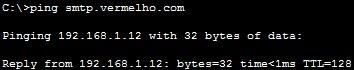 C:\>ping smtp.vermelho.com
Pinging 192.168.1.12 with 32 bytes of data:
Reply from 192.168.1.12: bytes=32 time<1ms TTL=128